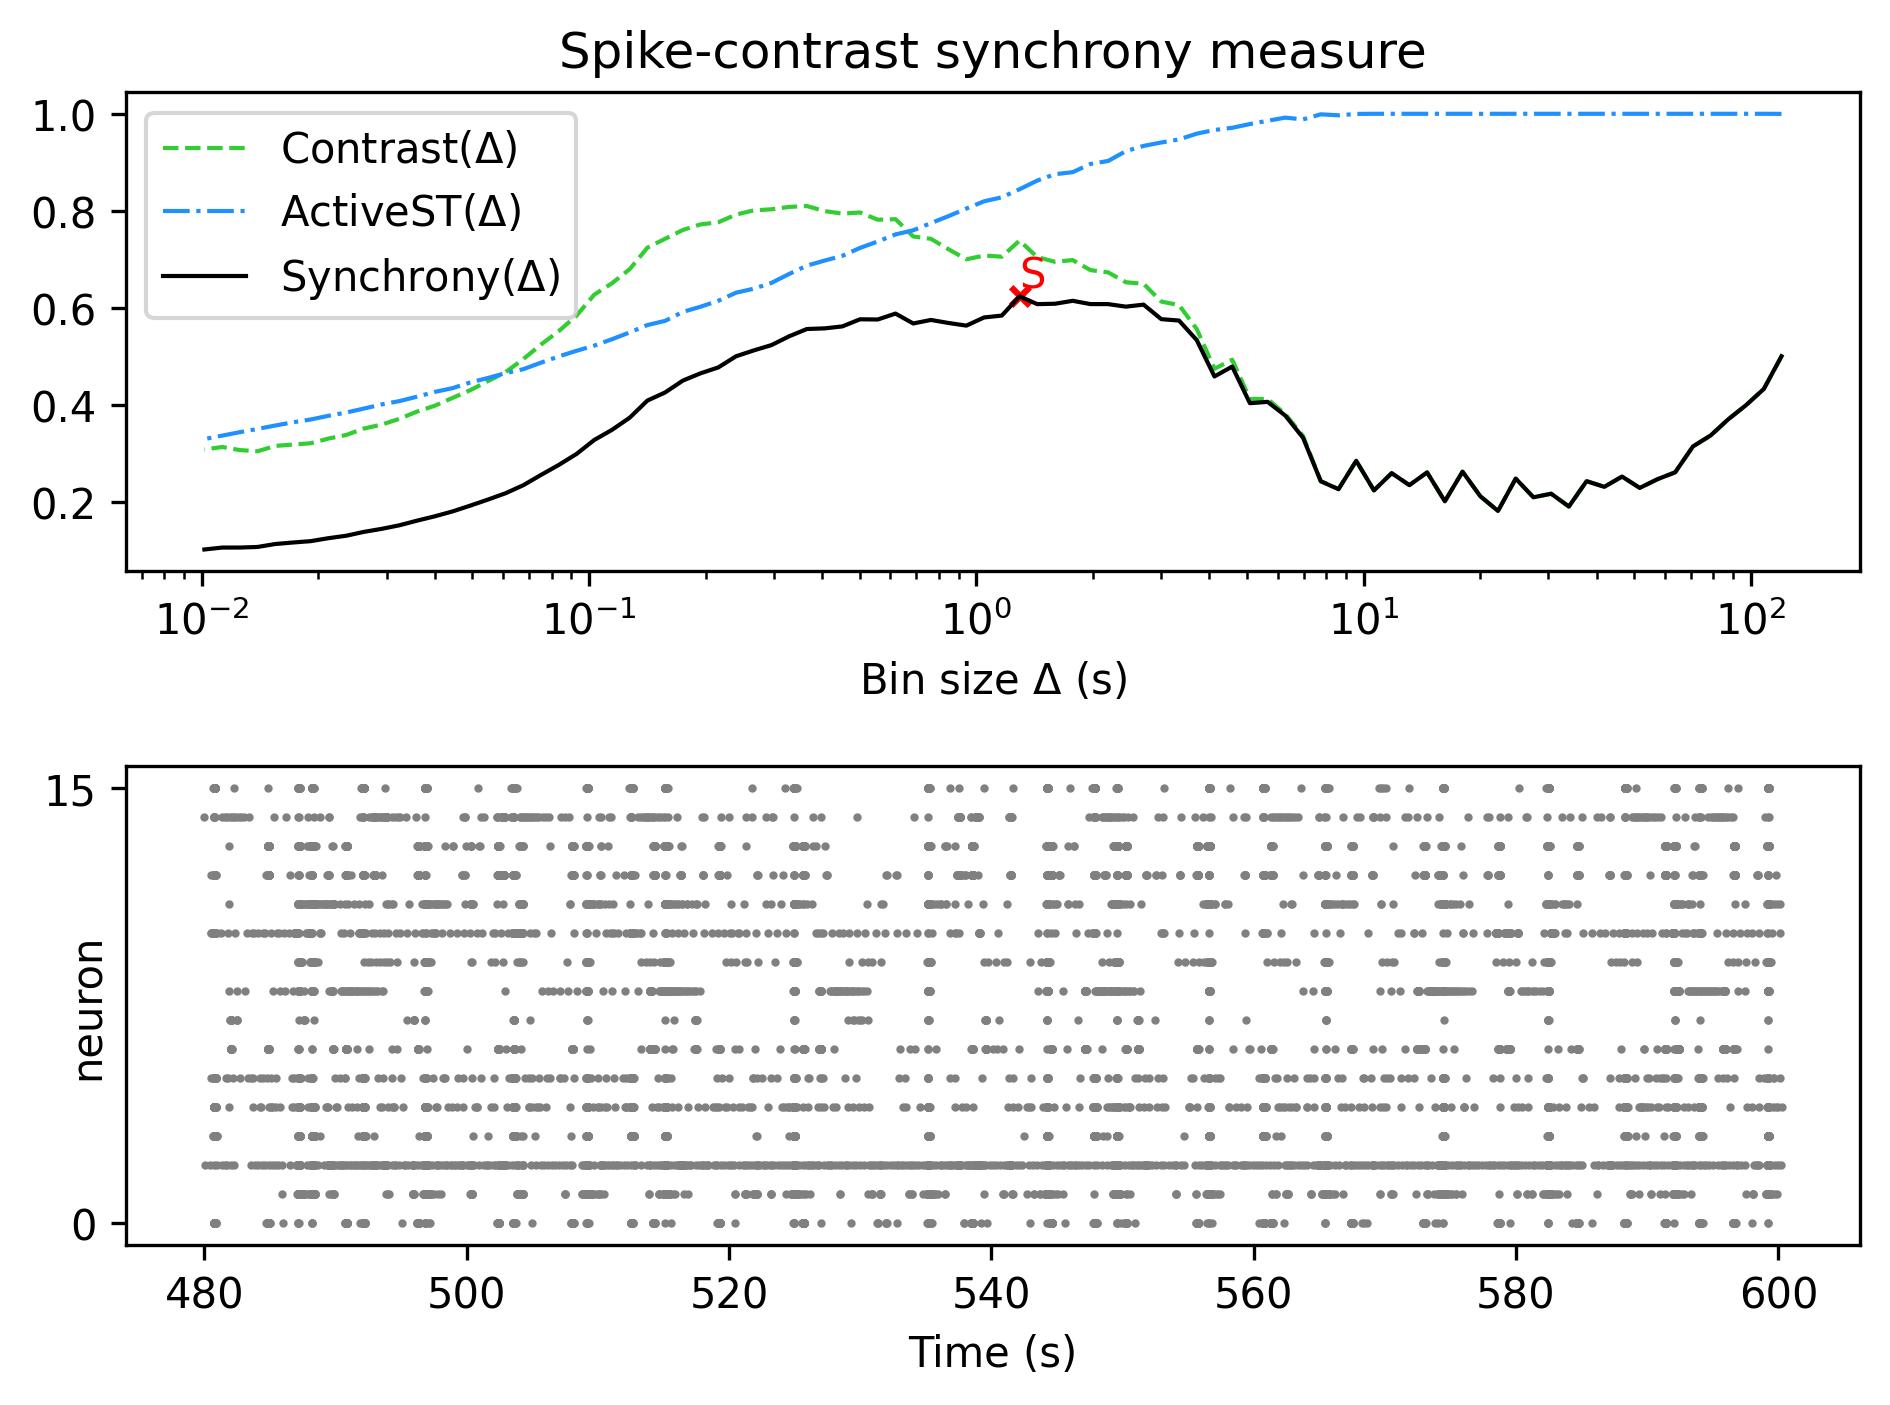 Spike-contrast synchrony measure
1.0
0.8
0.6
0.4
0.2
Contrast(Δ)
ActiveST(Δ)
Synchrony(Δ)
S
10⁻² 10⁻¹ 10⁰ 10¹ 10²
Bin size Δ (s)
15
0
neuron
480 500 520 540 560 580 600
Time (s)